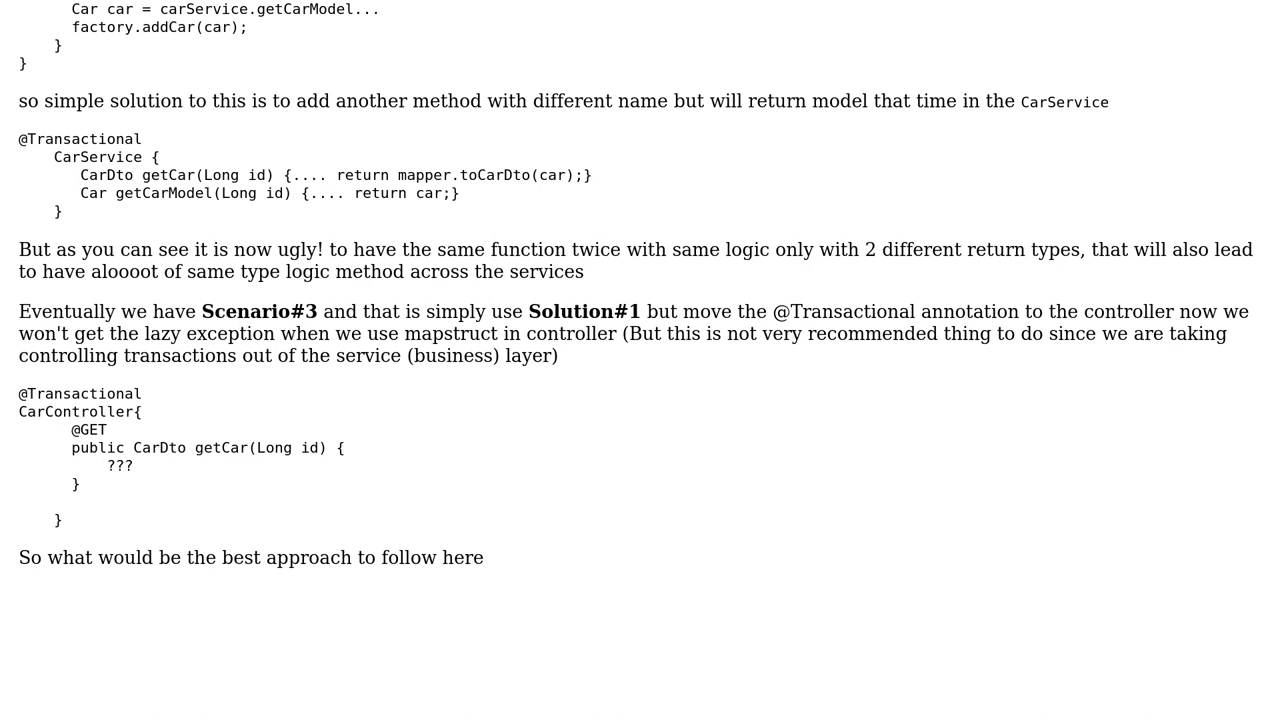 Car car = carService.getCarModel...
factory.addCar(car);
}
}
so simple solution to this is to add another method with different name but will return model that time in the CarService
@Transactional
CarService {
CarDto getCar(Long id) {.... return mapper.toCarDto(car);}
Car getCarModel(Long id) {.... return car;}
}
But as you can see it is now ugly! to have the same function twice with same logic only with 2 different return types, that will also lead
to have aloooot of same type logic method across the services
Eventually we have Scenario#3 and that is simply use Solution#1 but move the @Transactional annotation to the controller now we
won't get the lazy exception when we use mapstruct in controller (But this is not very recommended thing to do since we are taking
controlling transactions out of the service (business) layer)
@Transactional
CarController{
@GET
public CarDto getCar(Long id) {
???
}
}
So what would be the best approach to follow here